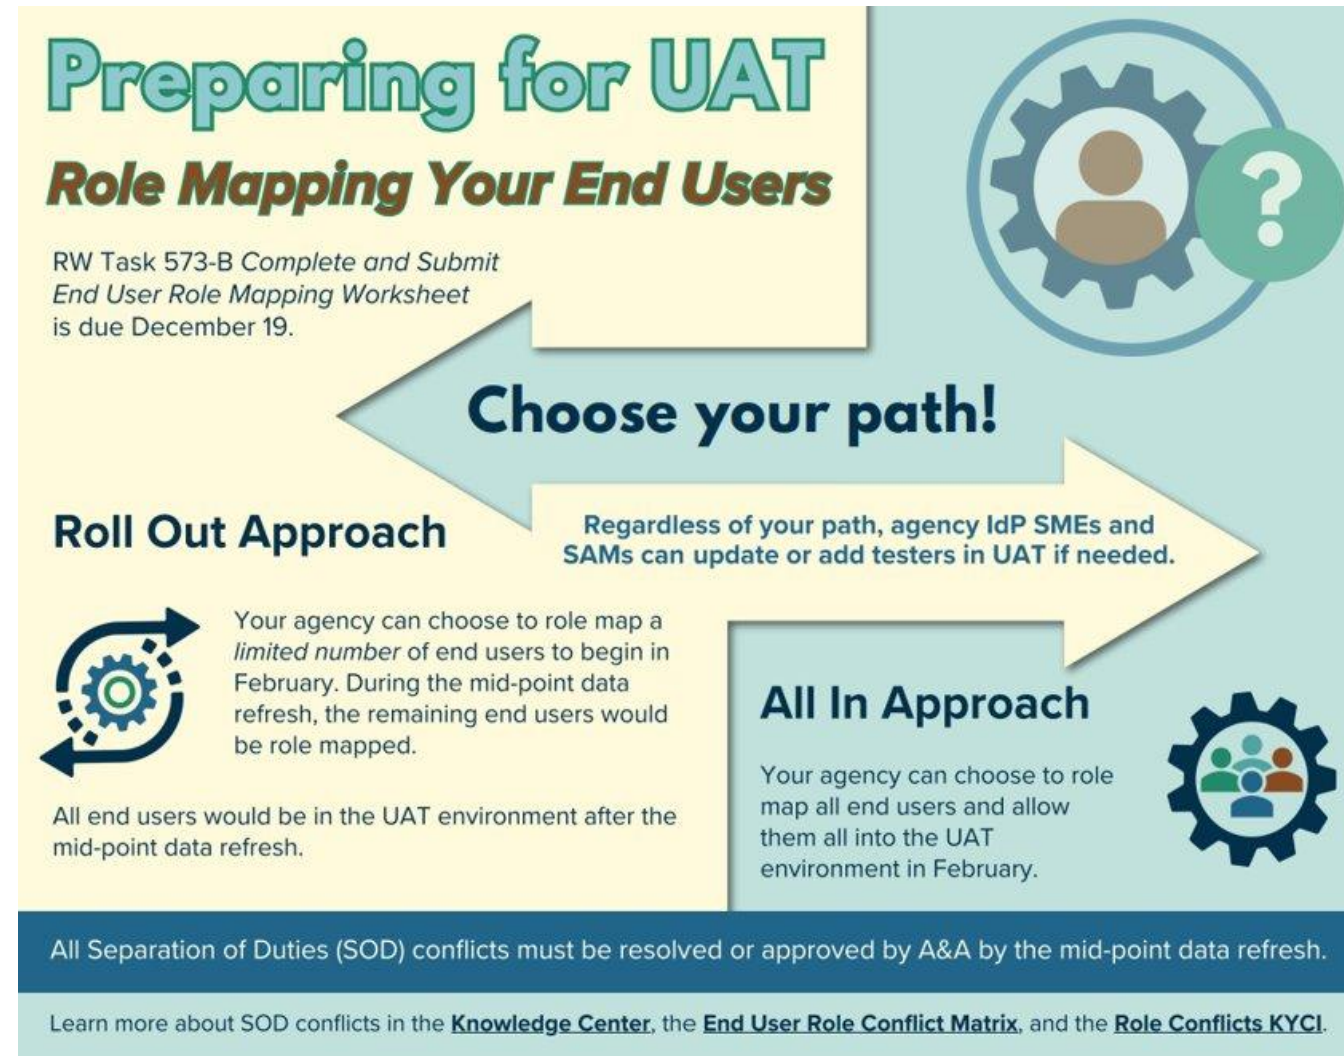 Preparing for UAT
Role Mapping Your End Users
RW Task 573-B Complete and Submit
End User Role Mapping Worksheet
is due December 19.
?
Choose your path!
Regardless of your path, agency IdP SMEs and
SAMs can update or add testers in UAT if needed.
Roll Out Approach
Your agency can choose to role map a
limited number of end users to begin in
February. During the mid-point data
refresh, the remaining end users would
be role mapped.
All end users would be in the UAT environment after the
mid-point data refresh.
All In Approach
Your agency can choose to role
map all end users and allow
them all into the UAT
environment in February.
All Separation of Duties (SOD) conflicts must be resolved or approved by A&A by the mid-point data refresh.
Learn more about SOD conflicts in the Knowledge Center, the End User Role Conflict Matrix, and the Role Conflicts KYCI.